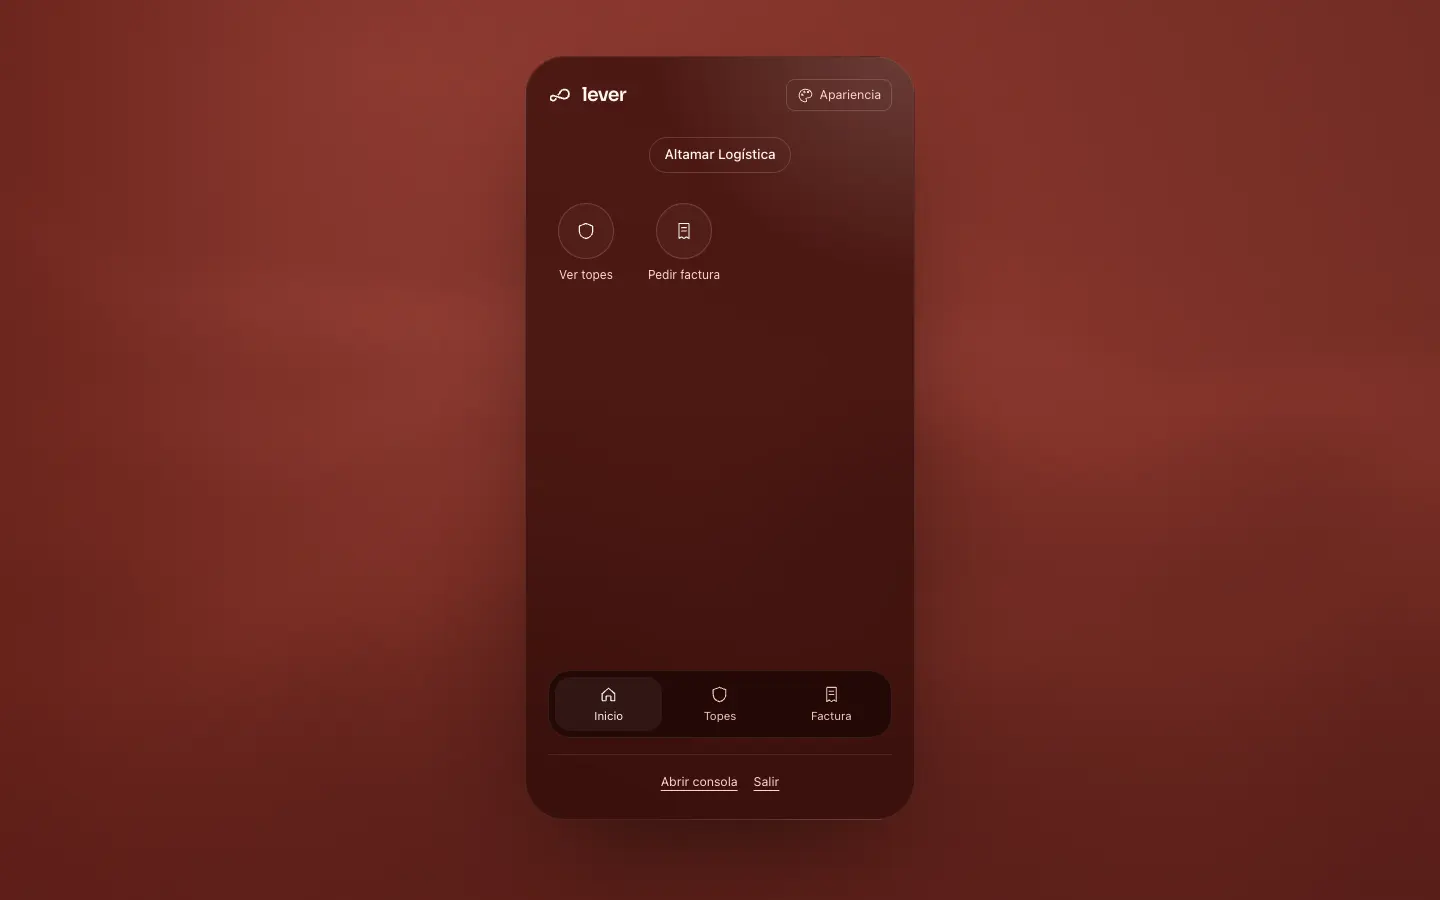 lever
Apariencia
Altamar Logística
Ver topes
Pedir factura
Inicio
Topes
Factura
Abrir consola
Salir